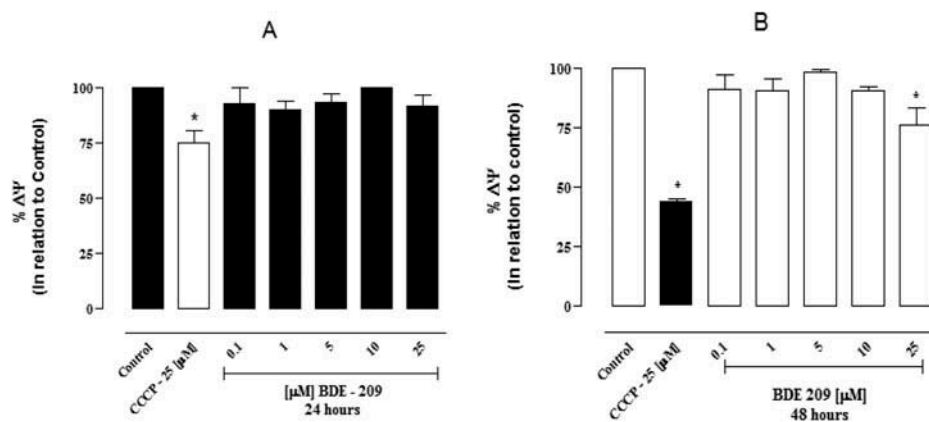 A
% ΔΨ
(In relation to Control)
100
75
50
25
0
*
Control
CCCP - 25 [µM]
0.1
1
5
10
25
[µM] BDE - 209
24 hours
B
% ΔΨ
(In relation to control)
100
75
50
25
0
*
*
Control
CCCP - 25 [µM]
0.1
1
5
10
25
BDE 209 [µM]
48 hours